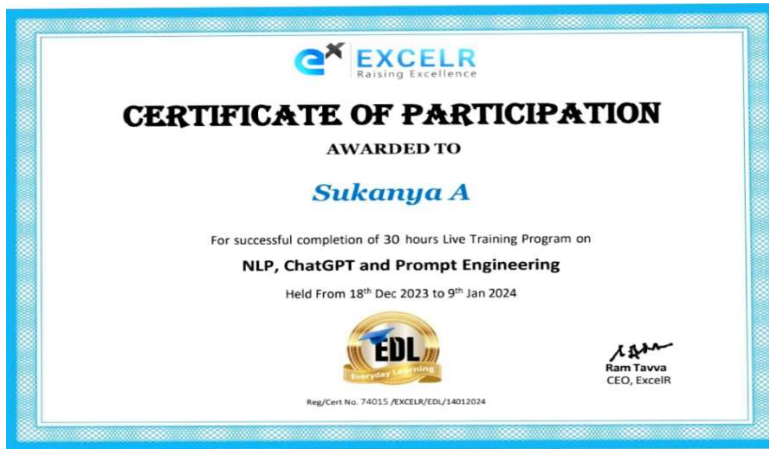 ex EXCELR
Raising Excellence
CERTIFICATE OF PARTICIPATION
AWARDED TO
Sukanya A
For successful completion of 30 hours Live Training Program on
NLP, ChatGPT and Prompt Engineering
Held From 18th Dec 2023 to 9th Jan 2024
EDL
Everyday Learning
Ram Tavva
CEO, ExcelR
Reg/Cert No. 74015 /EXCELR/EDL/14012024